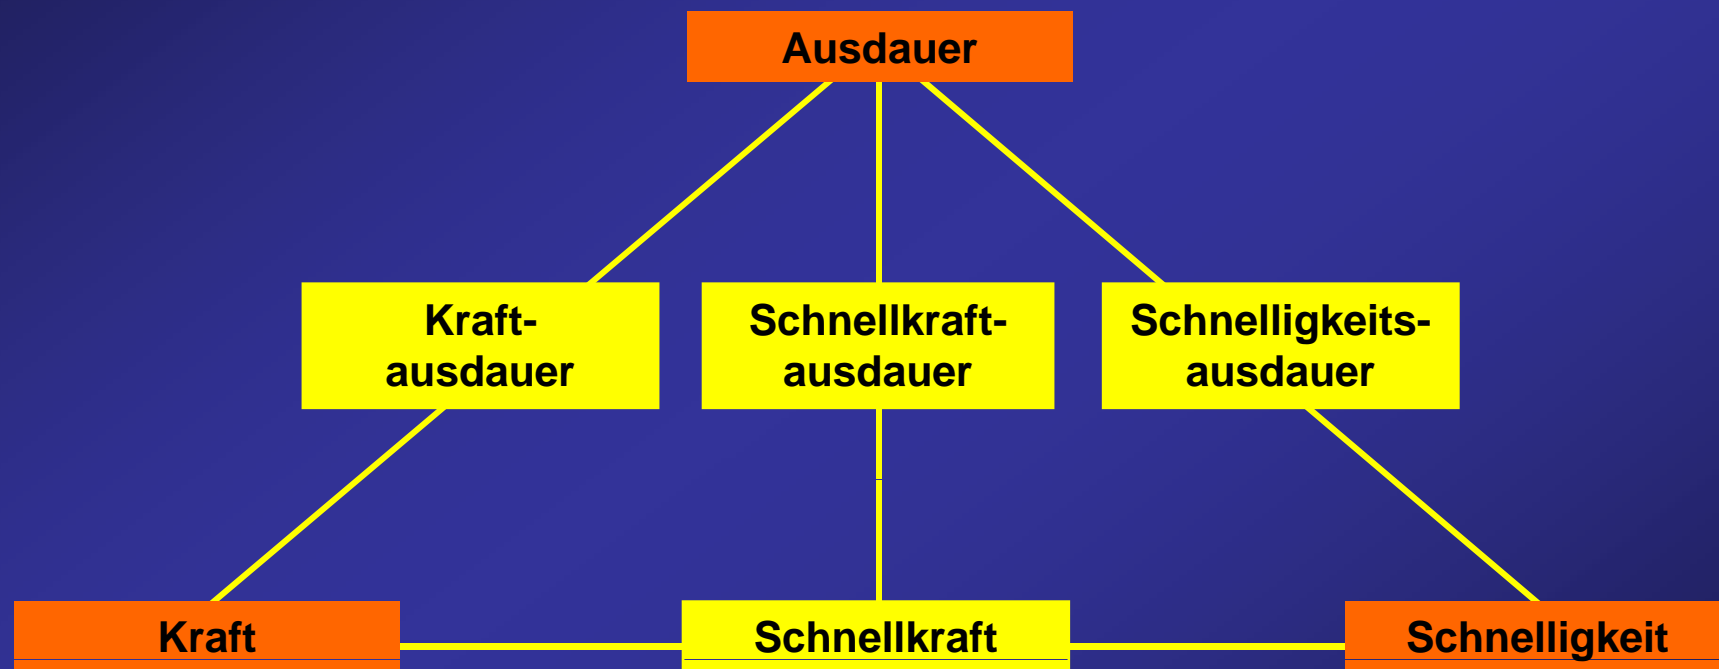 Ausdauer
Kraft-
ausdauer
Schnellkraft-
ausdauer
Schnelligkeits-
ausdauer
Kraft
Schnellkraft
Schnelligkeit